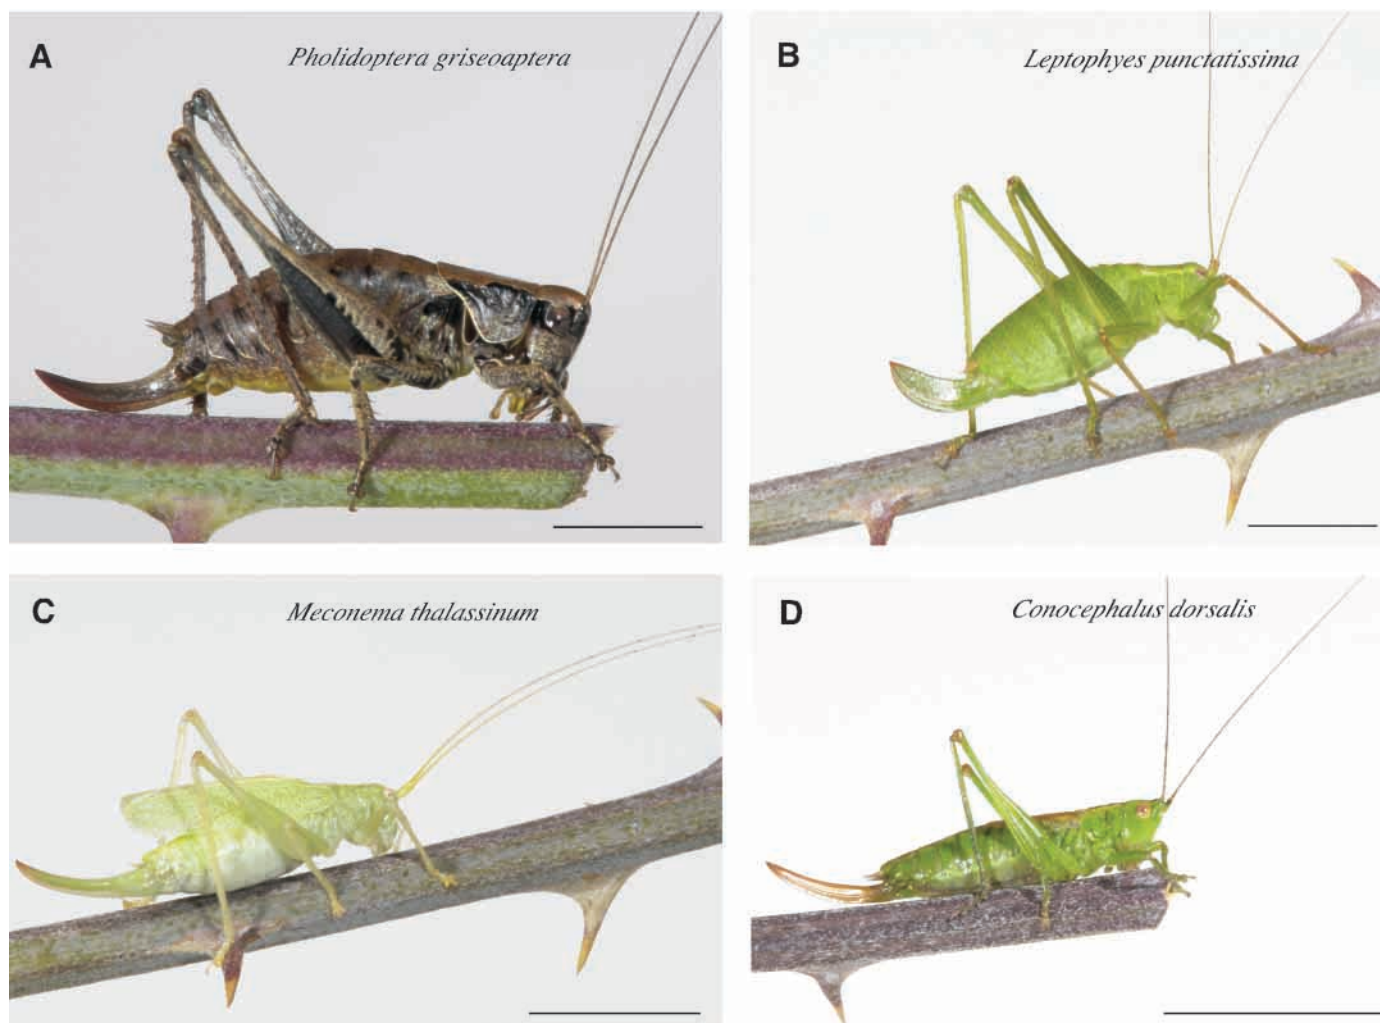 A
Pholidoptera griseoaptera
B
Leptophyes punctatissima
C
Meconema thalassinum
D
Conocephalus dorsalis